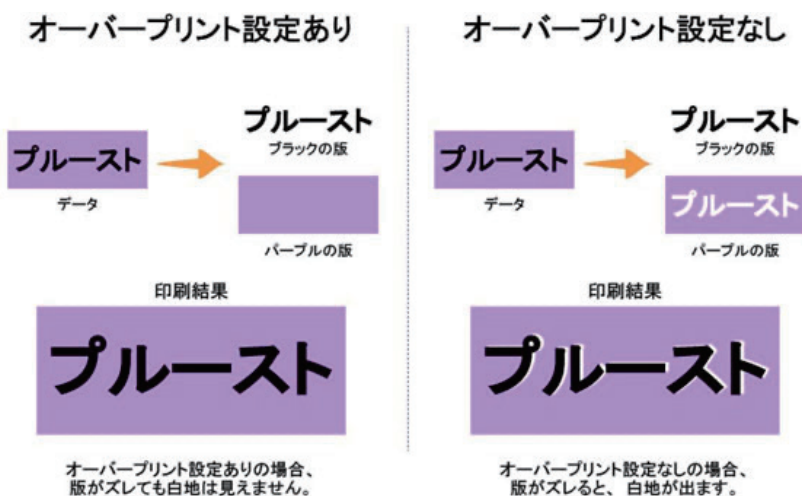 オーバープリント設定あり
プルースト
データ
プルースト
ブラックの版
パープルの版
印刷結果
プルースト
オーバープリント設定ありの場合、
版がズレても白地は見えません。
オーバープリント設定なし
プルースト
データ
プルースト
ブラックの版
プルースト
パープルの版
印刷結果
プルースト
オーバープリント設定なしの場合、
版がズレると、白地が出ます。